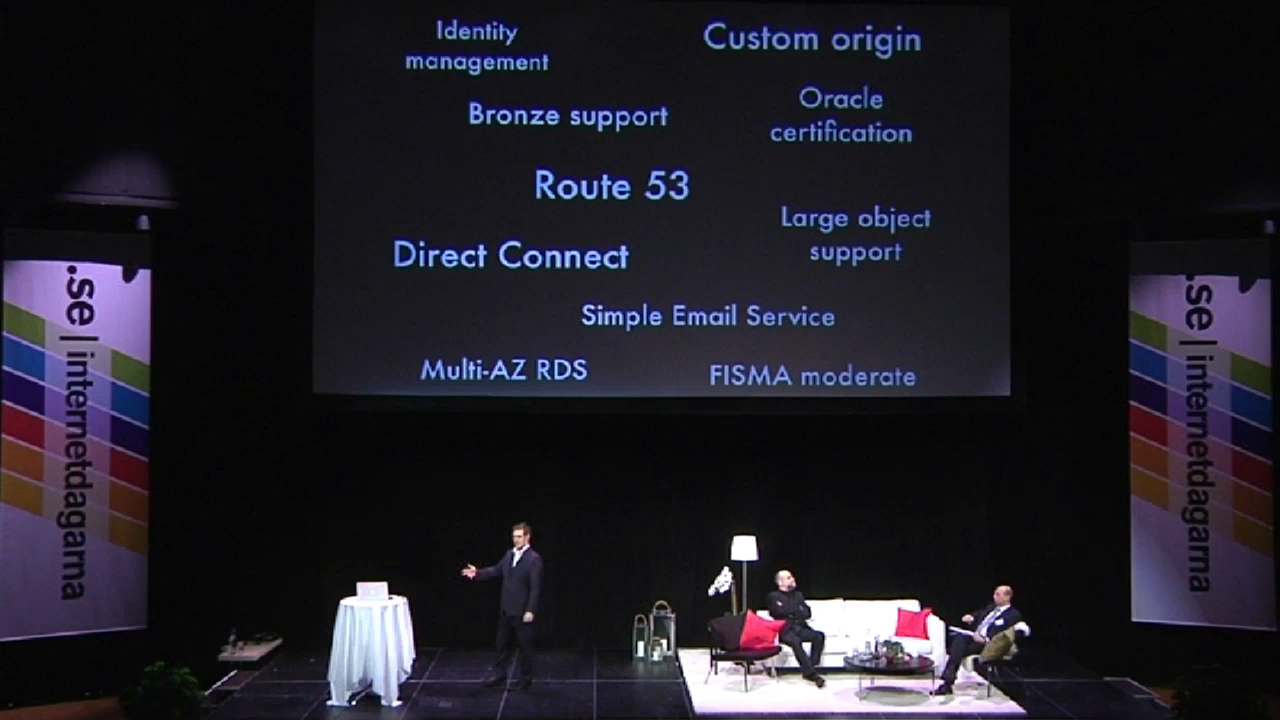 Identity
management
Custom origin
Bronze support
Oracle
certification
Route 53
Large object
support
Direct Connect
Simple Email Service
Multi-AZ RDS
FISMA moderate
.se | internetdagarna
.se | internetdagarna